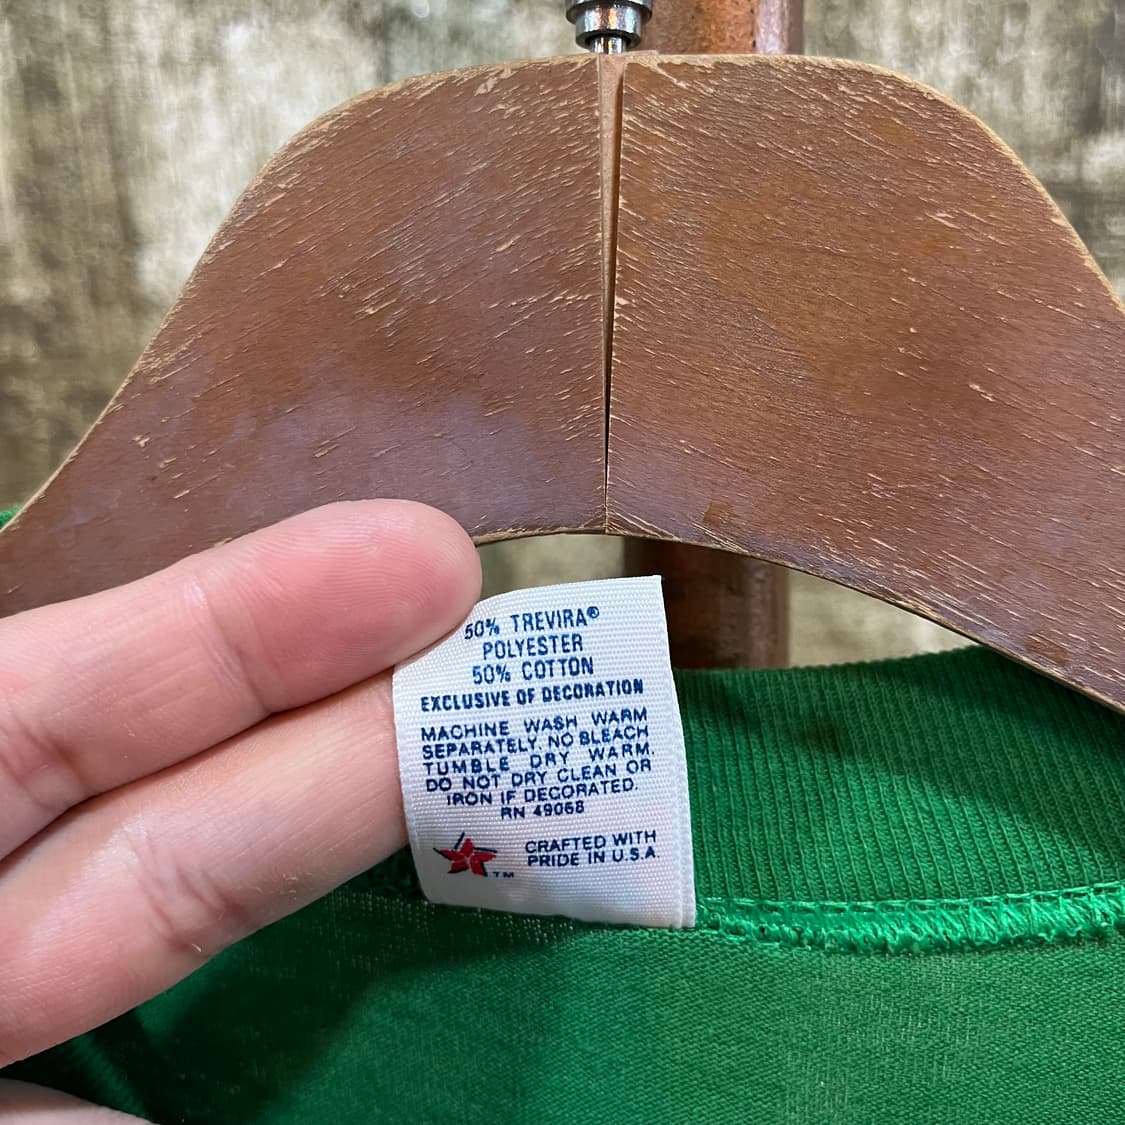 50% TREVIRA®
POLYESTER
50% COTTON
EXCLUSIVE OF DECORATION
MACHINE WASH WARM
SEPARATELY, NO BLEACH
TUMBLE DRY WARM.
DO NOT DRY CLEAN OR
IRON IF DECORATED.
RN 49068
CRAFTED WITH
PRIDE IN U.S.A.
TM